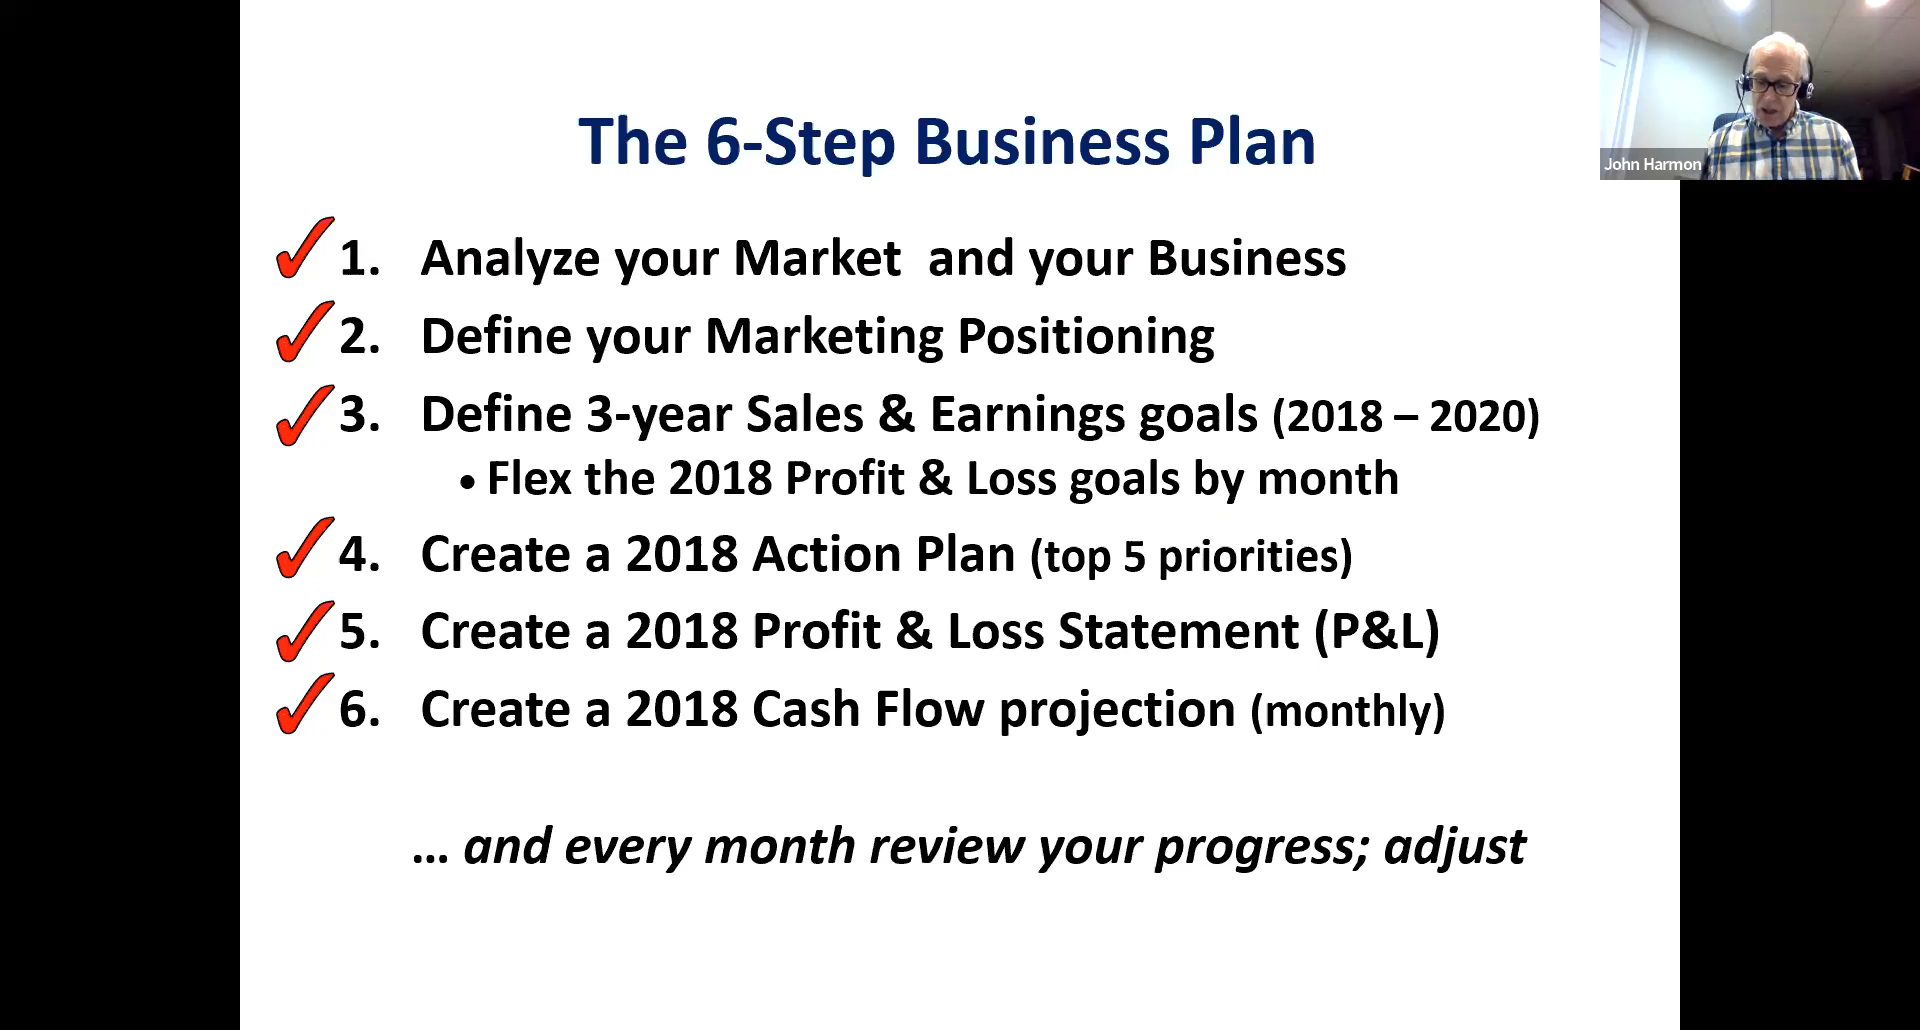 The 6-Step Business Plan
John Harmon
1. Analyze your Market and your Business
2. Define your Marketing Positioning
3. Define 3-year Sales & Earnings goals (2018 – 2020)
• Flex the 2018 Profit & Loss goals by month
4. Create a 2018 Action Plan (top 5 priorities)
5. Create a 2018 Profit & Loss Statement (P&L)
6. Create a 2018 Cash Flow projection (monthly)
... and every month review your progress; adjust